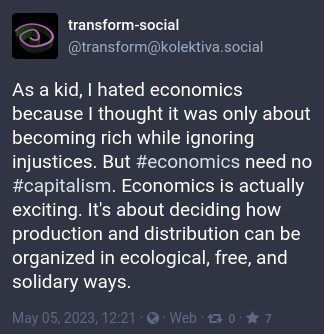 transform-social
@transform@kolektiva.social
As a kid, I hated economics
because I thought it was only about
becoming rich while ignoring
injustices. But #economics need no
#capitalism. Economics is actually
exciting. It's about deciding how
production and distribution can be
organized in ecological, free, and
solidary ways.
May 05, 2023, 12:21 · Web · 0 · 7